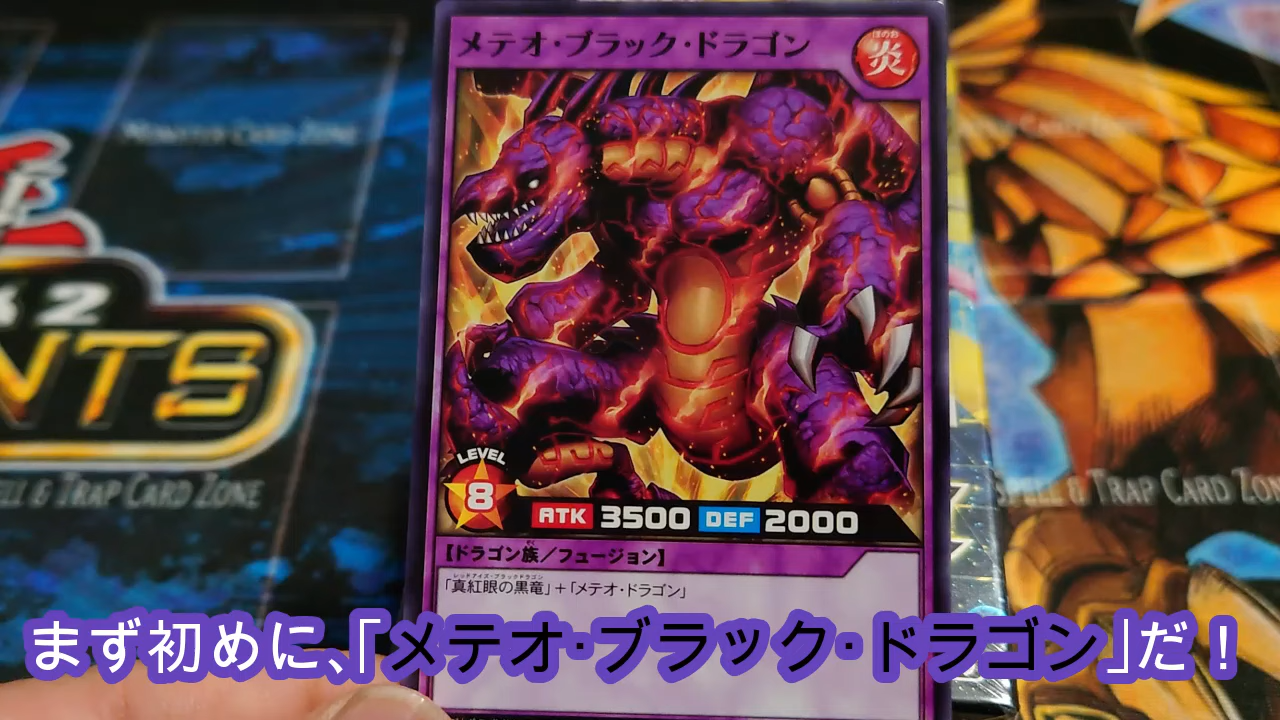 メテオ・ブラック・ドラゴン
ほのお
炎
MONSTER CARD ZONE
LEVEL
8
ATK 3500 DEF 2000
【ドラゴン族／フュージョン】
レッドアイズ・ブラックドラゴン
「真紅眼の黒竜」+「メテオ・ドラゴン」
NTS
SPELL & TRAP CARD ZONE
まず初めに、「メテオ・ブラック・ドラゴン」だ！